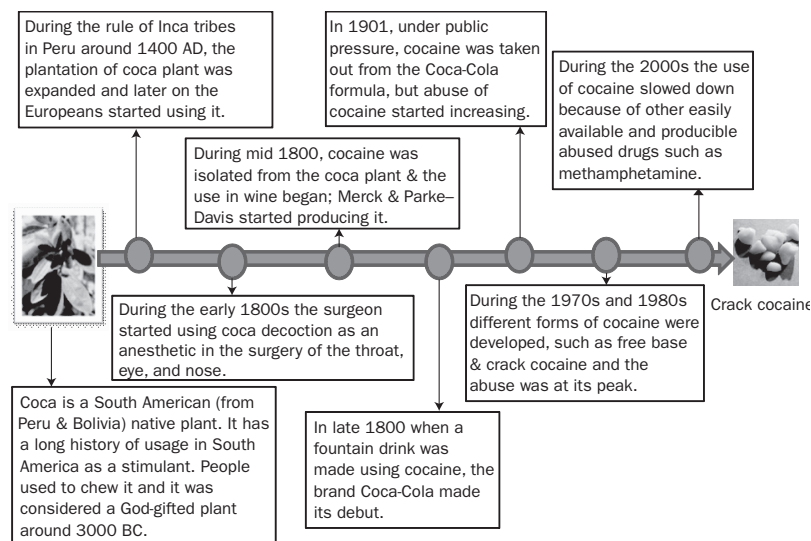 During the rule of Inca tribes
in Peru around 1400 AD, the
plantation of coca plant was
expanded and later on the
Europeans started using it.
In 1901, under public
pressure, cocaine was taken
out from the Coca-Cola
formula, but abuse of
cocaine started increasing.
During the 2000s the use
of cocaine slowed down
because of other easily
available and producible
abused drugs such as
methamphetamine.
During mid 1800, cocaine was
isolated from the coca plant & the
use in wine began; Merck & Parke–
Davis started producing it.
Crack cocaine
During the early 1800s the surgeon
started using coca decoction as an
anesthetic in the surgery of the throat,
eye, and nose.
During the 1970s and 1980s
different forms of cocaine were
developed, such as free base
& crack cocaine and the
abuse was at its peak.
Coca is a South American (from
Peru & Bolivia) native plant. It has
a long history of usage in South
America as a stimulant. People
used to chew it and it was
considered a God-gifted plant
around 3000 BC.
In late 1800 when a
fountain drink was
made using cocaine, the
brand Coca-Cola made
its debut.